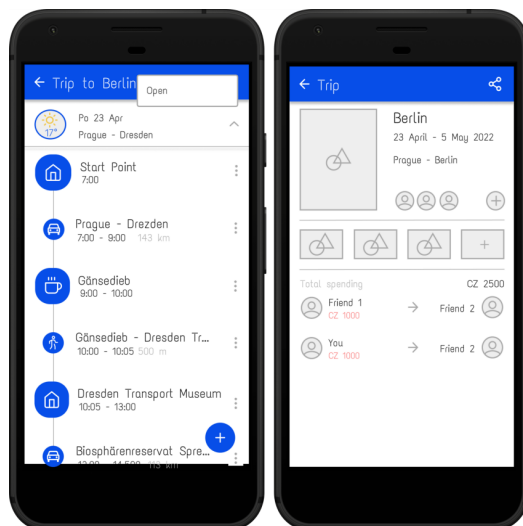 Trip to Berlin
Open
17°
Po 23 Apr
Prague - Dresden
Start Point
7:00
Prague - Drezden
7:00 - 9:00 143 km
Gänsedieb
9:00 - 10:00
Gänsedieb - Dresden Tr...
10:00 - 10:05 500 m
Dresden Transport Museum
10:05 - 13:00
Biosphärenreservat Spre...
113 km
Trip
Berlin
23 April - 5 May 2022
Prague - Berlin
Total spending CZ 2500
Friend 1
CZ 1000
Friend 2
You
CZ 1000
Friend 2